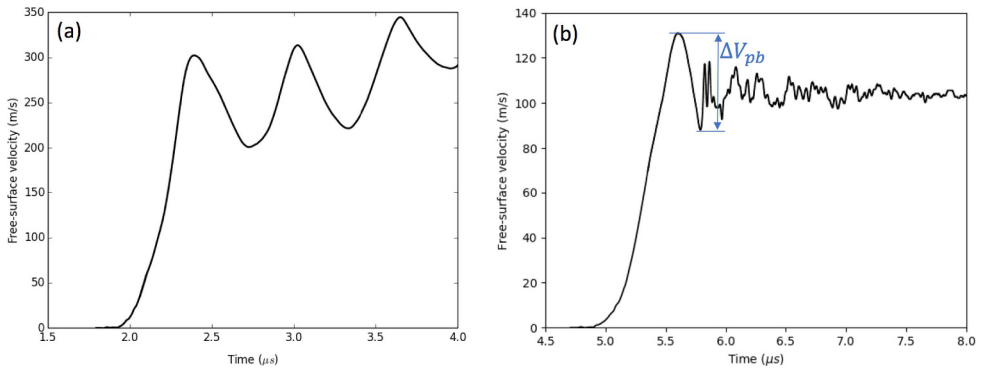 (a)
350
300
250
200
150
100
50
0
Free-surface velocity (m/s)
1.5 2.0 2.5 3.0 3.5 4.0
Time (μs)
(b)
ΔV_pb
140
120
100
80
60
40
20
0
Free-surface velocity (m/s)
4.5 5.0 5.5 6.0 6.5 7.0 7.5 8.0
Time (μs)